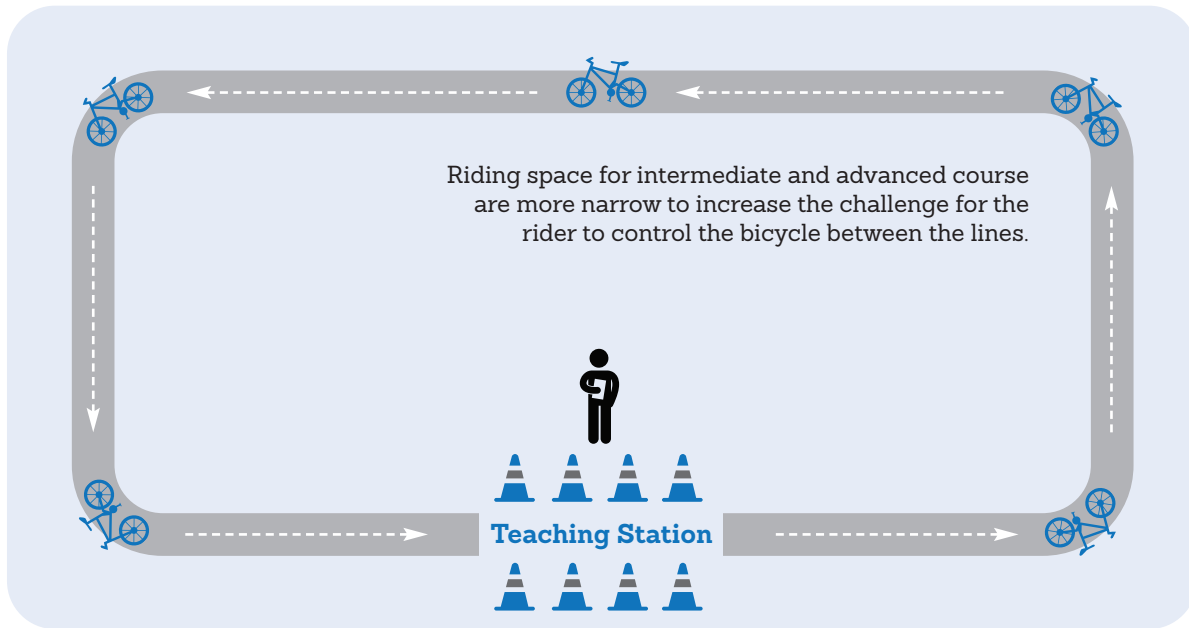 Riding space for intermediate and advanced course
are more narrow to increase the challenge for the
rider to control the bicycle between the lines.
Teaching Station